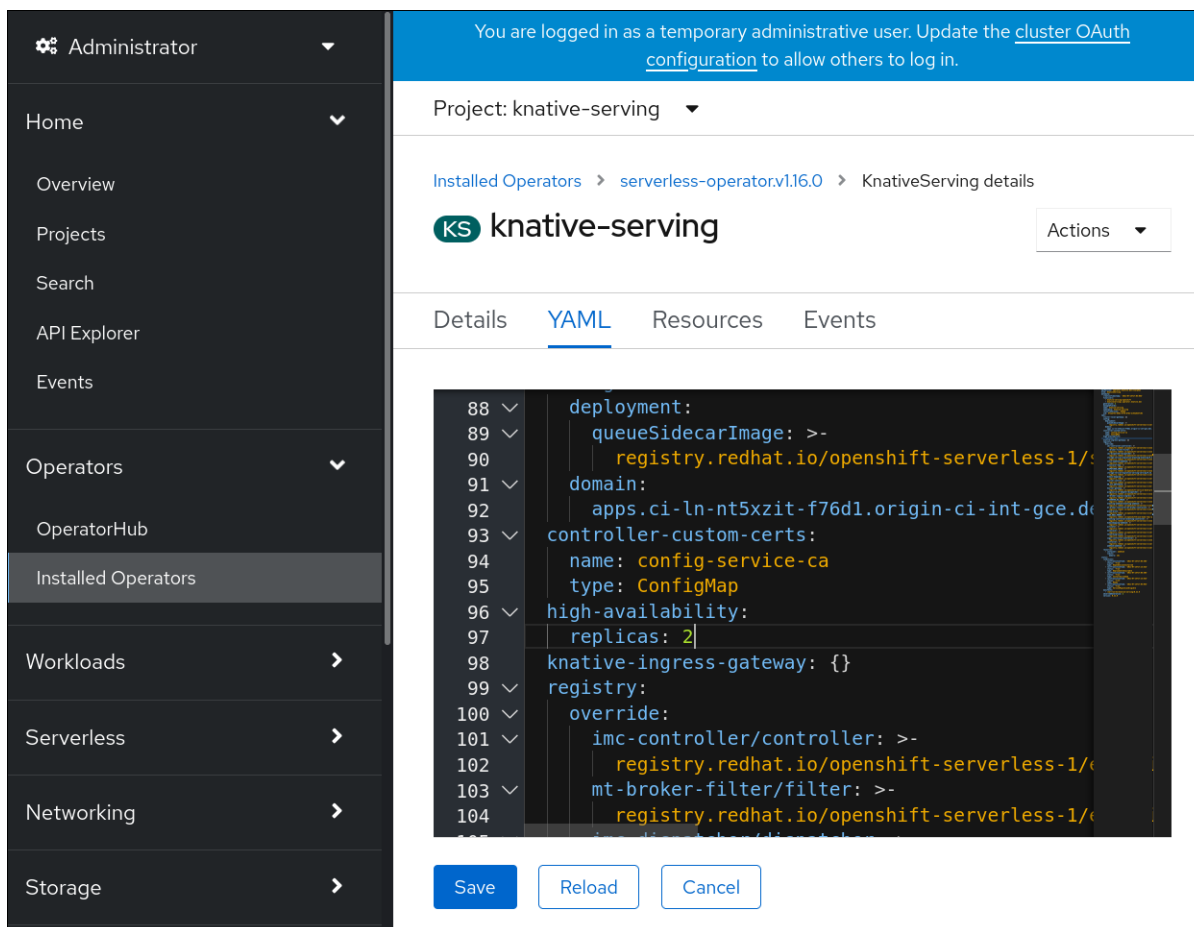 Administrator
Home
Overview
Projects
Search
API Explorer
Events
Operators
OperatorHub
Installed Operators
Workloads
Serverless
Networking
Storage
You are logged in as a temporary administrative user. Update the cluster OAuth
configuration to allow others to log in.
Project: knative-serving
Installed Operators > serverless-operator.v1.16.0 > KnativeServing details
KS knative-serving
Actions
Details YAML Resources Events
88 deployment:
89 queueSidecarImage: >-
90 registry.redhat.io/openshift-serverless-1/
91 domain:
92 apps.ci-ln-nt5xzit-f76d1.origin-ci-int-gce.de
93 controller-custom-certs:
94 name: config-service-ca
95 type: ConfigMap
96 high-availability:
97 replicas: 2
98 knative-ingress-gateway: {}
99 registry:
100 override:
101 imc-controller/controller: >-
102 registry.redhat.io/openshift-serverless-1/
103 mt-broker-filter/filter: >-
104 registry.redhat.io/openshift-serverless-1/
Save Reload Cancel